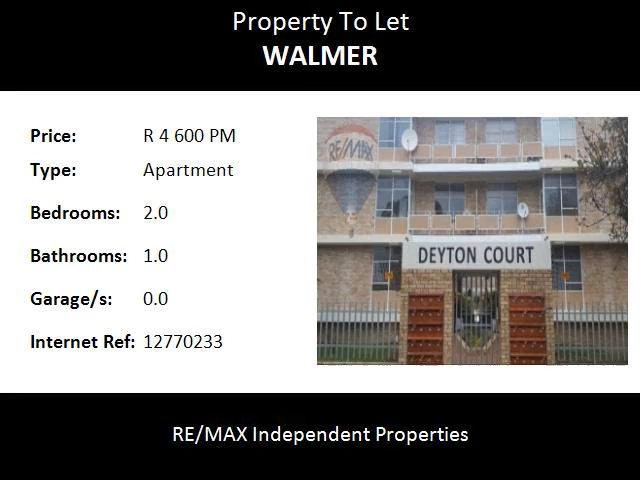 Property To Let
WALMER
Price: R 4 600 PM
Type: Apartment
Bedrooms: 2.0
Bathrooms: 1.0
Garage/s: 0.0
Internet Ref: 12770233
RE/MAX
DEYTON COURT
RE/MAX Independent Properties